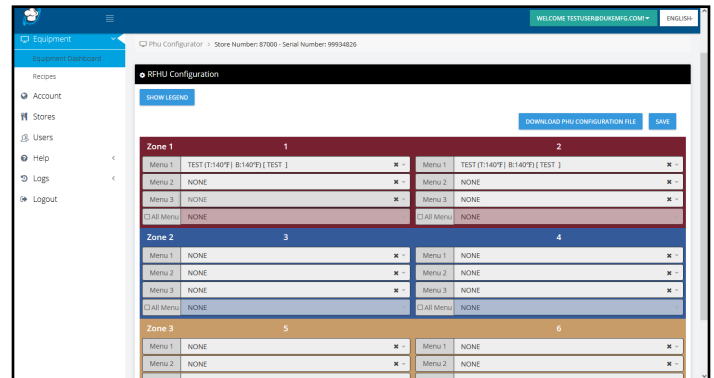 WELCOME TESTUSER@DUKEMFG.COM!
ENGLISH
Equipment
Equipment Dashboard
Recipes
Account
Stores
Users
Help
Logs
Logout
Phu Configurator > Store Number: 87000 - Serial Number: 99934826
RFHU Configuration
SHOW LEGEND
DOWNLOAD PHU CONFIGURATION FILE SAVE
Zone 1 1 2
Menu 1 TEST (T:140°F| B:140°F) [ TEST ] Menu 1 TEST (T:140°F| B:140°F) [ TEST ]
Menu 2 NONE Menu 2 NONE
Menu 3 NONE Menu 3 NONE
All Menu NONE All Menu NONE
Zone 2 3 4
Menu 1 NONE Menu 1 NONE
Menu 2 NONE Menu 2 NONE
Menu 3 NONE Menu 3 NONE
All Menu NONE All Menu NONE
Zone 3 5 6
Menu 1 NONE Menu 1 NONE
Menu 2 NONE Menu 2 NONE